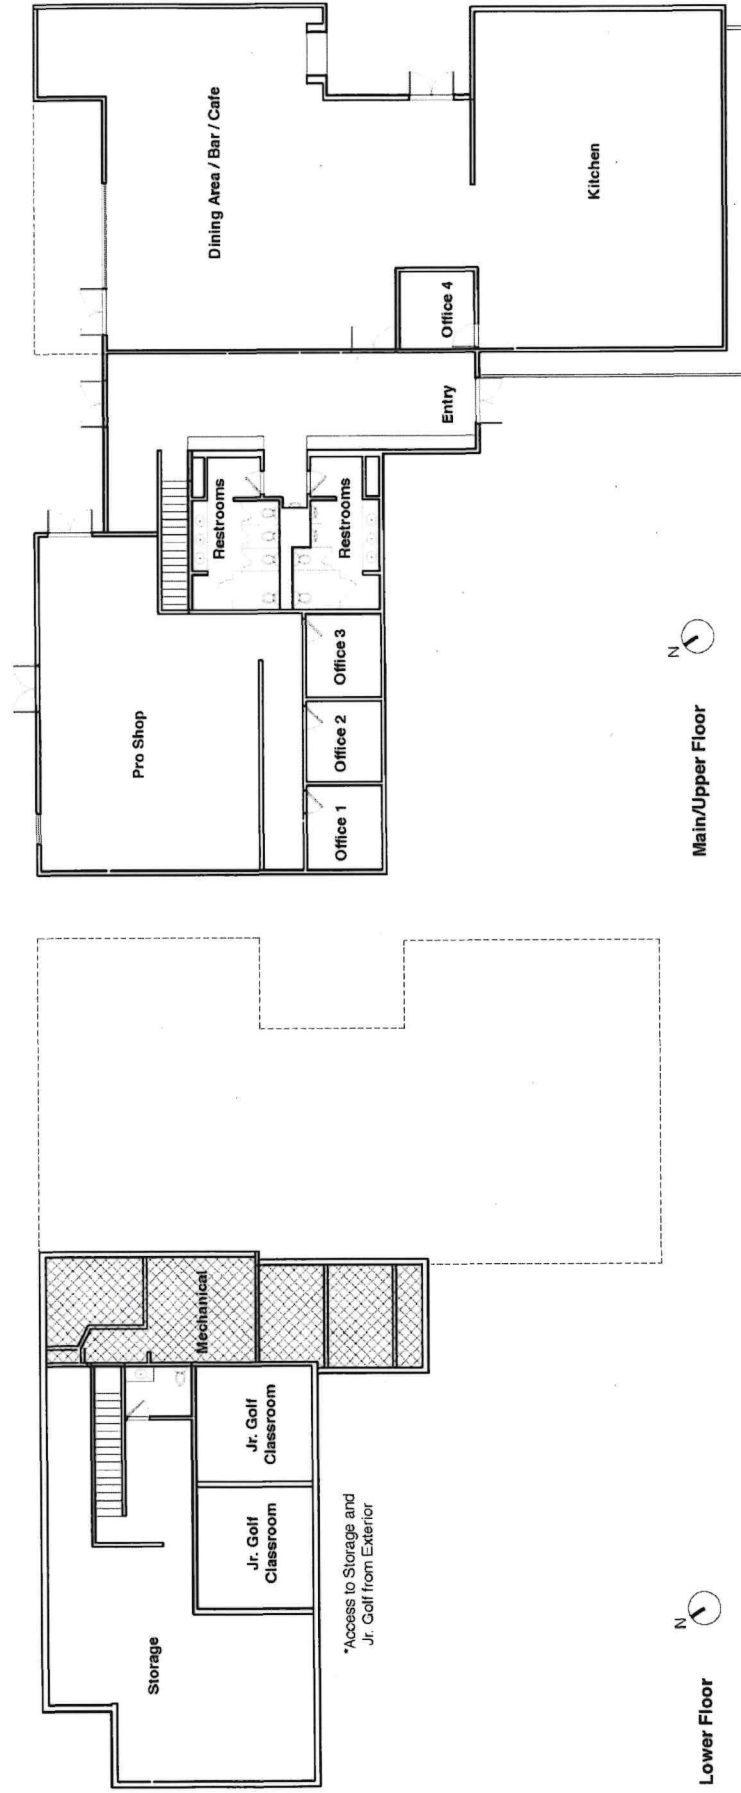 Storage
Jr. Golf
Classroom
Jr. Golf
Classroom
Mechanical
*Access to Storage and
Jr. Golf from Exterior
N
Lower Floor
Pro Shop
Dining Area / Bar / Cafe
Restrooms
Restrooms
Entry
Office 1
Office 2
Office 3
Office 4
Kitchen
N
Main/Upper Floor